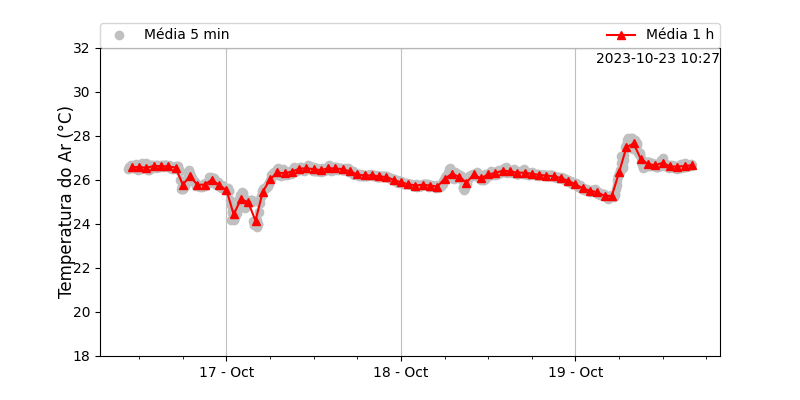 Média 5 min
Média 1 h
2023-10-23 10:27
Temperatura do Ar (°C)
32
30
28
26
24
22
20
18
17 - Oct
18 - Oct
19 - Oct